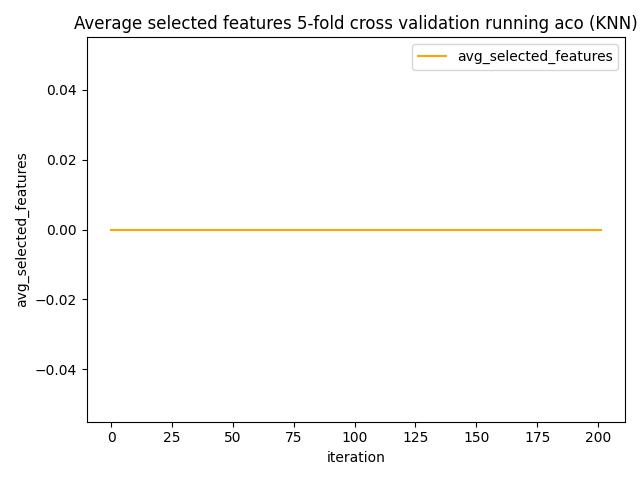 Average selected features 5-fold cross validation running aco (KNN)
avg_selected_features
0.04
0.02
0.00
−0.02
−0.04
avg_selected_features
0 25 50 75 100 125 150 175 200
iteration